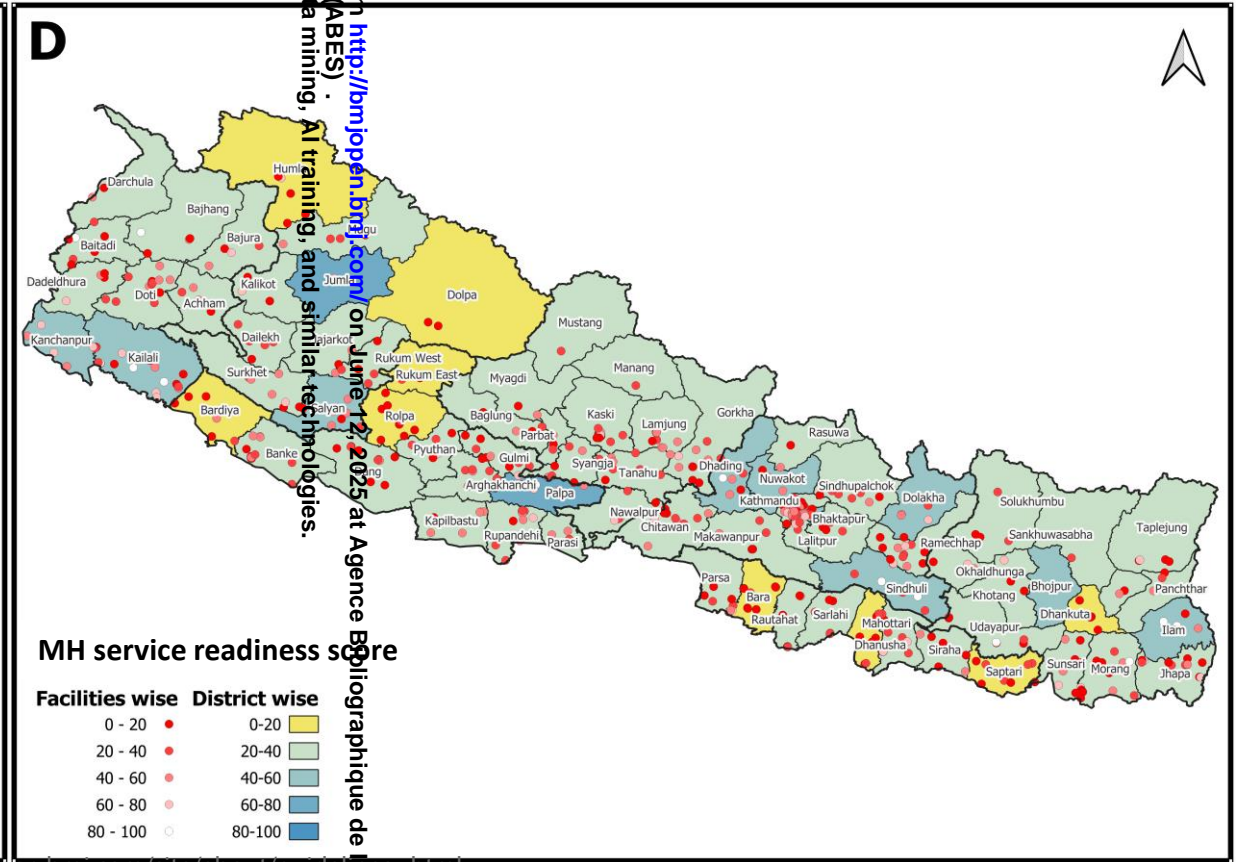 D
n http://bmjopen.bmj.com/ on June 12, 2025 at Agence Bibliographique de l
(ABES) .
a mining, AI training, and similar technologies.
Darchula
Bajhang
Baitadi
Bajura
Dadeldhura
Doti
Achham
Kalikot
Kanchanpur
Kailali
Dailekh
Surkhet
Bardiya
Banke
Dolpa
Rukum West
Rukum East
Rolpa
Mustang
Manang
Myagdi
Kaski
Lamjung
Gorkha
Baglung
Parbat
Pyuthan
Gulmi
Syangja
Tanahu
Arghakhanchi
Palpa
Kapilbastu
Rupandehi
Parasi
Nawalpur
Chitawan
Makawanpur
Dhading
Rasuwa
Nuwakot
Sindhupalchok
Kathmandu
Bhaktapur
Lalitpur
Dolakha
Ramechhap
Solukhumbu
Sankhuwasabha
Taplejung
Okhaldhunga
Khotang
Bhojpur
Panchthar
Dhankuta
Ilam
Sindhuli
Udayapur
Parsa
Bara
Rautahat
Sarlahi
Mahottari
Dhanusha
Siraha
Saptari
Sunsari
Morang
Jhapa
MH service readiness score
Facilities wise District wise
0 - 20 0-20
20 - 40 20-40
40 - 60 40-60
60 - 80 60-80
80 - 100 80-100